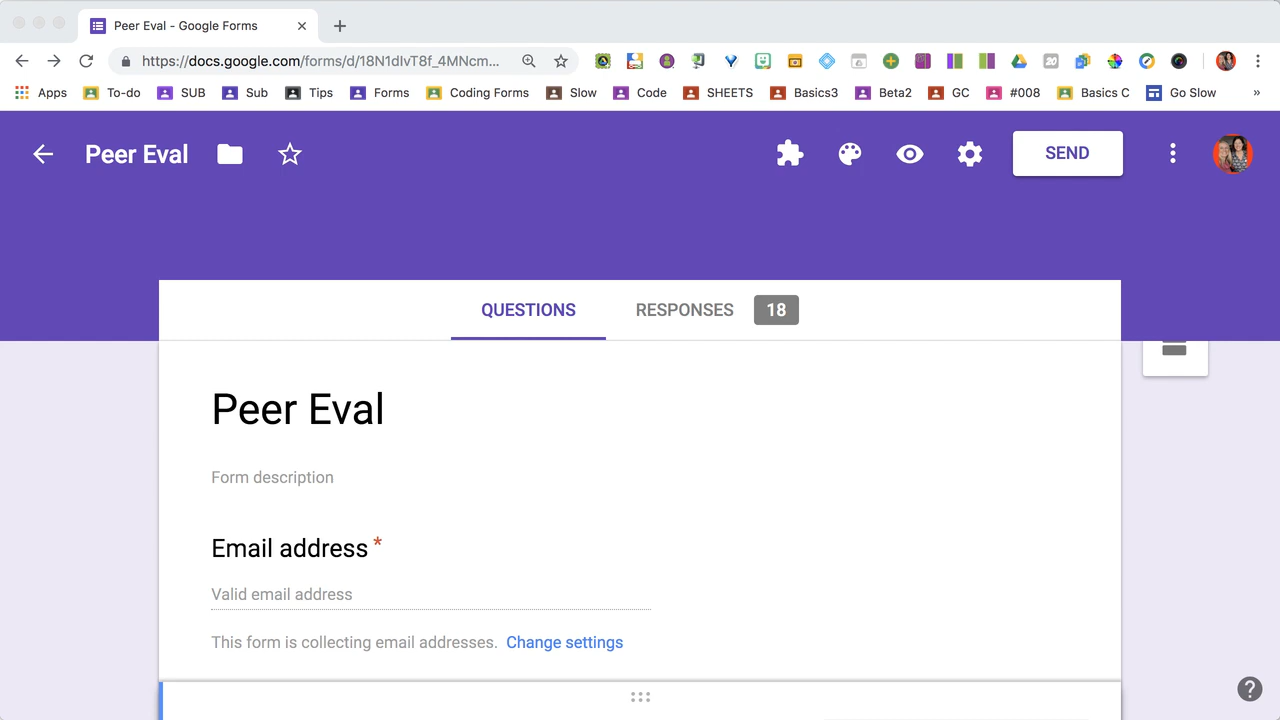 Peer Eval - Google Forms
https://docs.google.com/forms/d/18N1dIvT8f_4MNcm...
20
Apps To-do SUB Sub Tips Forms Coding Forms Slow Code SHEETS Basics3 Beta2 GC #008 Basics C Go Slow »
Peer Eval SEND
QUESTIONS RESPONSES 18
Peer Eval
Form description
Email address *
Valid email address
This form is collecting email addresses. Change settings